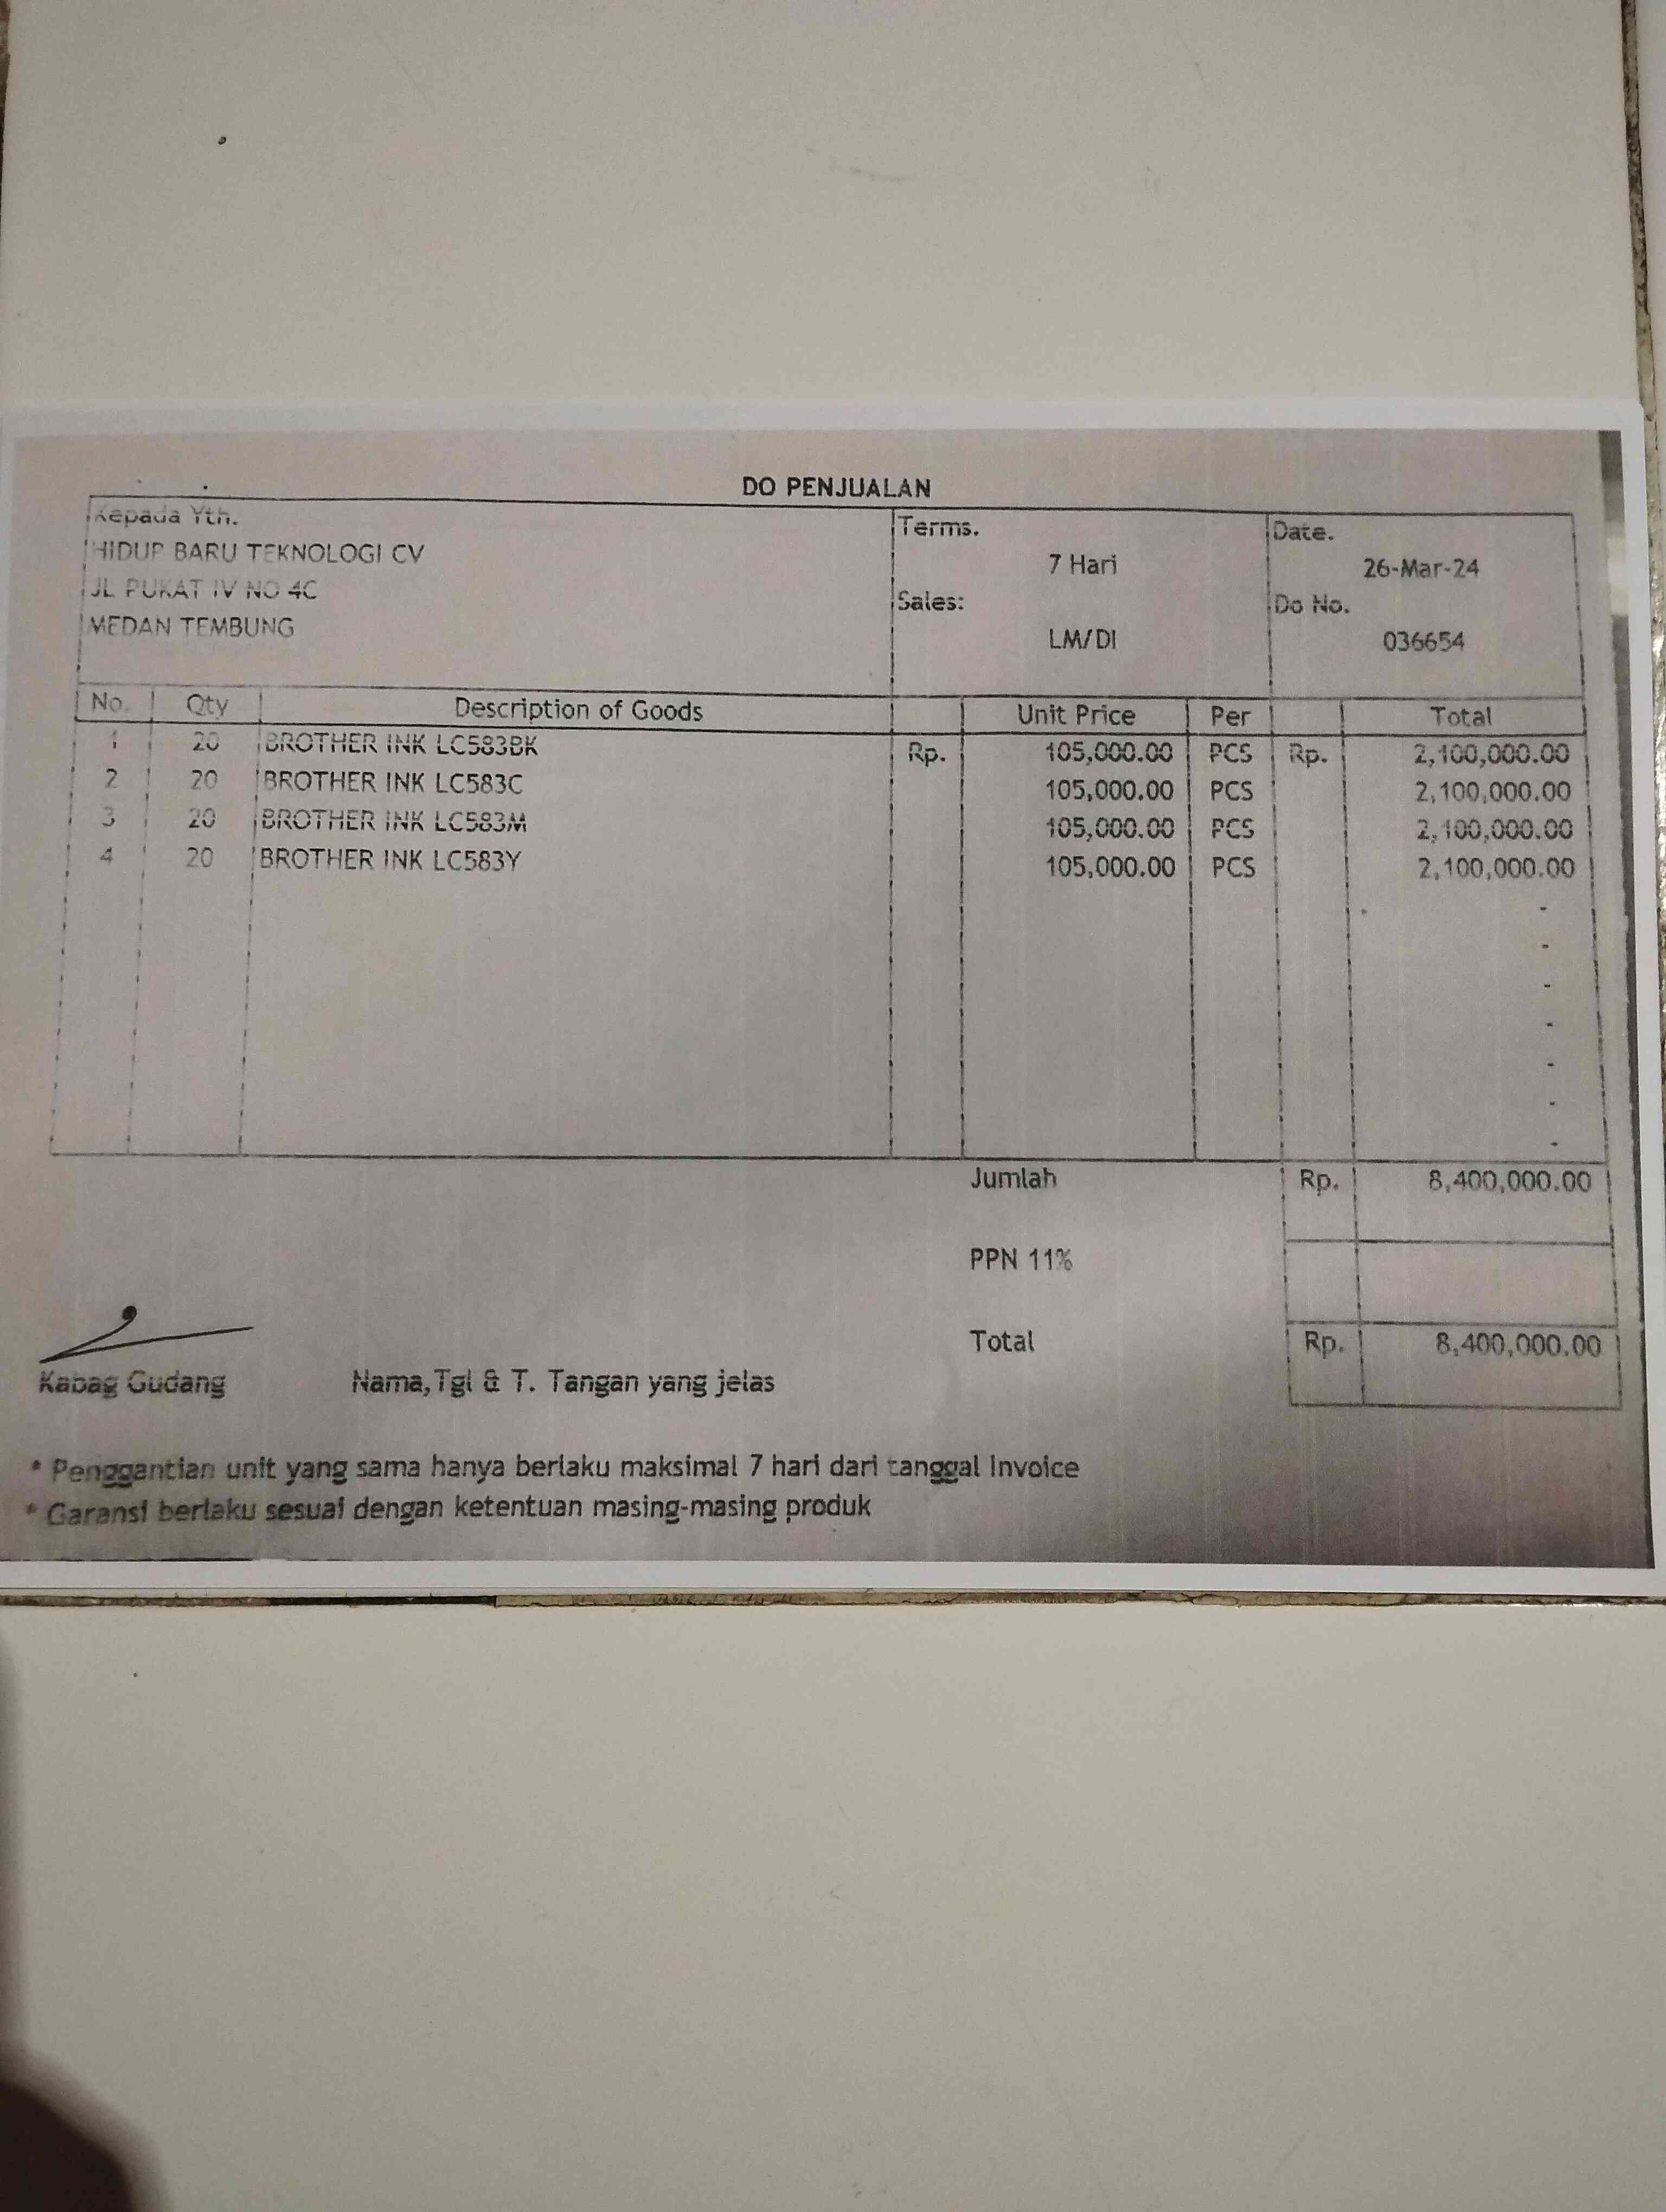 DO PENJUALAN
Kepada Yth.
HIDUP BARU TEKNOLOGI CV
JL PUKAT IV NO 4C
MEDAN TEMBUNG
Terms.
7 Hari
Sales:
LM/DI
Date.
26-Mar-24
Do No.
036654
No. Qty Description of Goods Unit Price Per Total
1 20 BROTHER INK LC583BK Rp. 105,000.00 PCS Rp. 2,100,000.00
2 20 BROTHER INK LC583C 105,000.00 PCS 2,100,000.00
3 20 BROTHER INK LC583M 105,000.00 PCS 2,100,000.00
4 20 BROTHER INK LC583Y 105,000.00 PCS 2,100,000.00
-
-
-
-
-
-
-
Jumlah Rp. 8,400,000.00
PPN 11%
Total Rp. 8,400,000.00
Kabag Gudang Nama,Tgl & T. Tangan yang jelas
* Penggantian unit yang sama hanya berlaku maksimal 7 hari dari tanggal Invoice
* Garansi berlaku sesuai dengan ketentuan masing-masing produk